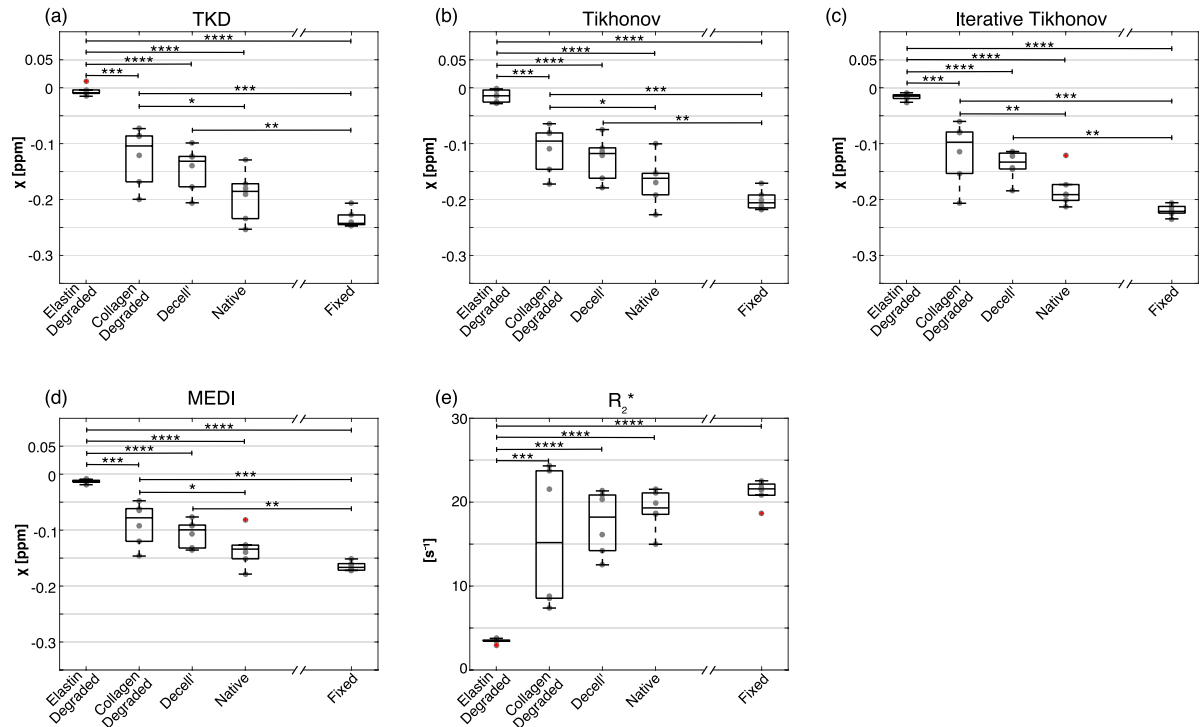 (a)
TKD
****
****
****
***
***
*
**
0.05
0
-0.1
-0.2
-0.3
χ [ppm]
Elastin
Degraded
Collagen
Degraded
Decell'
Native
Fixed
(b)
Tikhonov
****
****
****
***
***
*
**
0.05
0
-0.1
-0.2
-0.3
χ [ppm]
Elastin
Degraded
Collagen
Degraded
Decell'
Native
Fixed
(c)
Iterative Tikhonov
****
****
****
***
***
**
**
0.05
0
-0.1
-0.2
-0.3
χ [ppm]
Elastin
Degraded
Collagen
Degraded
Decell'
Native
Fixed
(d)
MEDI
****
****
****
***
***
*
**
0.05
0
-0.1
-0.2
-0.3
χ [ppm]
Elastin
Degraded
Collagen
Degraded
Decell'
Native
Fixed
(e)
R₂*
****
****
****
***
30
20
10
0
[s⁻¹]
Elastin
Degraded
Collagen
Degraded
Decell'
Native
Fixed